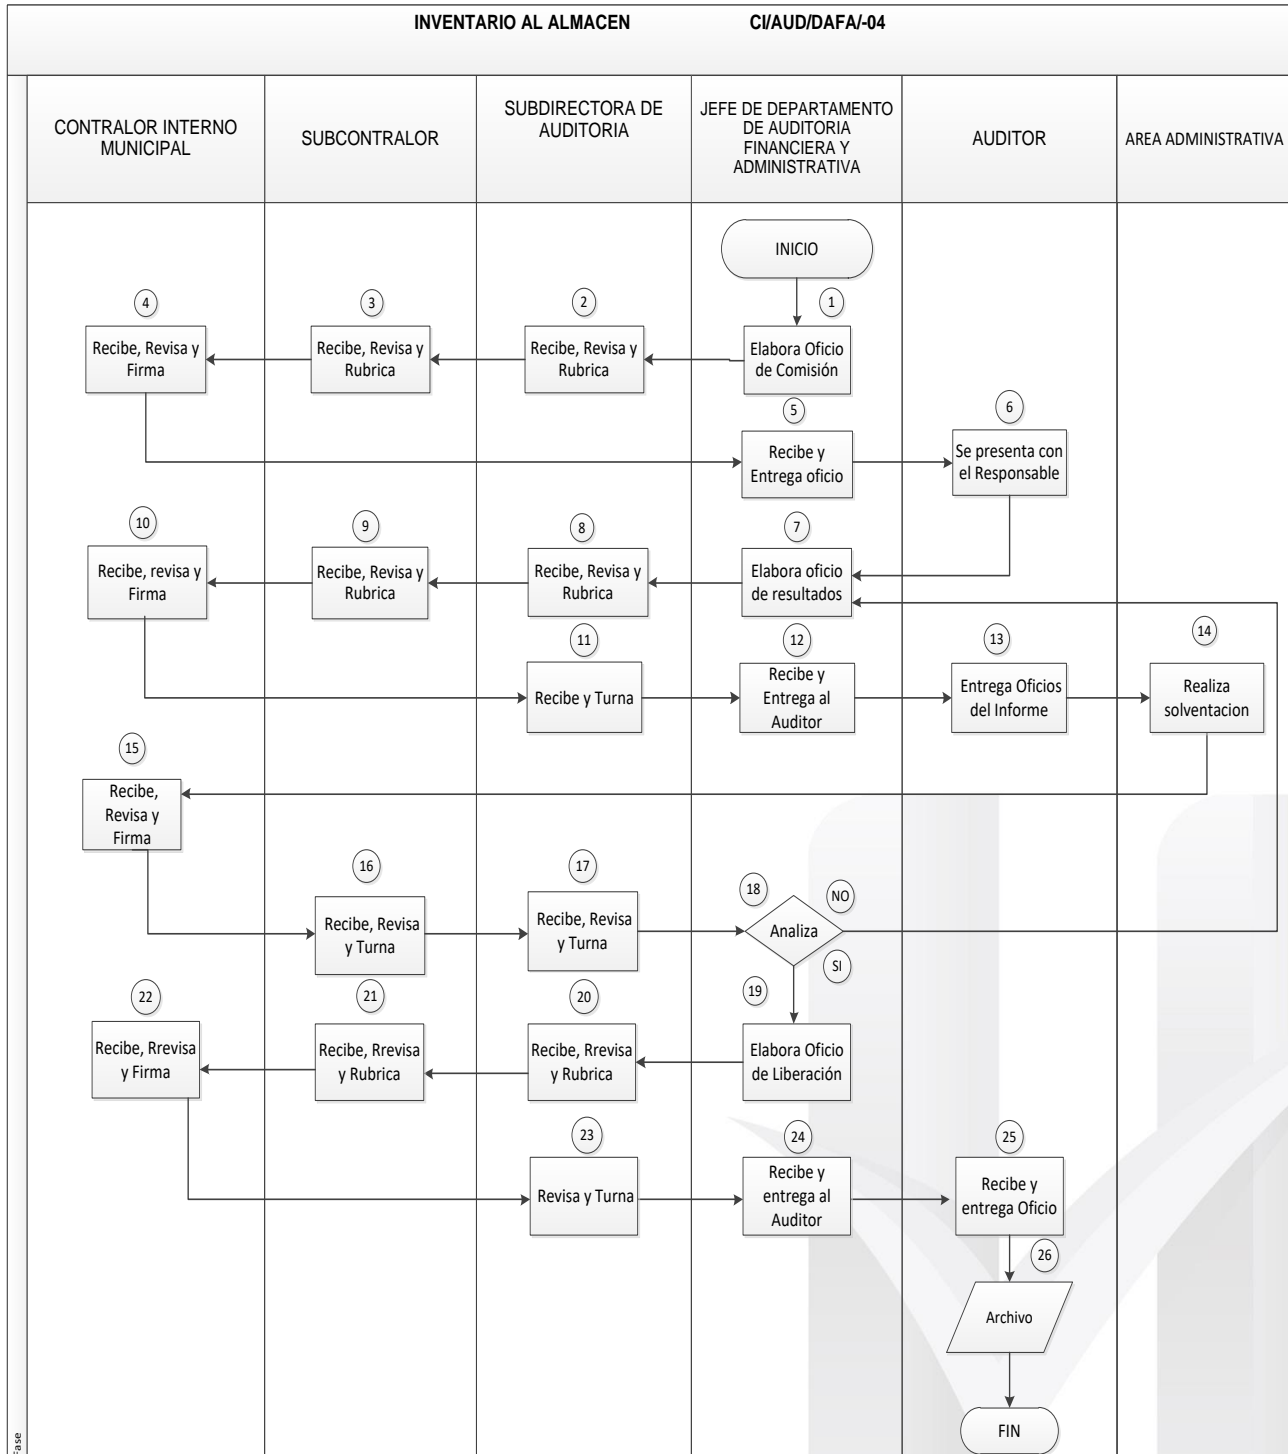 INVENTARIO AL ALMACEN CI/AUD/DAFA/-04
CONTRALOR INTERNO
MUNICIPAL
SUBCONTRALOR
SUBDIRECTORA DE
AUDITORIA
JEFE DE DEPARTAMENTO
DE AUDITORIA
FINANCIERA Y
ADMINISTRATIVA
AUDITOR
AREA ADMINISTRATIVA
INICIO
1
Elabora Oficio
de Comisión
2
Recibe, Revisa y
Rubrica
3
Recibe, Revisa y
Rubrica
4
Recibe, Revisa y
Firma
5
Recibe y
Entrega oficio
6
Se presenta con
el Responsable
7
Elabora oficio
de resultados
8
Recibe, Revisa y
Rubrica
9
Recibe, Revisa y
Rubrica
10
Recibe, revisa y
Firma
11
Recibe y Turna
12
Recibe y
Entrega al
Auditor
13
Entrega Oficios
del Informe
14
Realiza
solventacion
15
Recibe,
Revisa y
Firma
16
Recibe, Revisa
y Turna
17
Recibe, Revisa
y Turna
18
Analiza
NO
SI
19
Elabora Oficio
de Liberación
20
Recibe, Rrevisa
y Rubrica
21
Recibe, Rrevisa
y Rubrica
22
Recibe, Rrevisa
y Firma
23
Revisa y Turna
24
Recibe y
entrega al
Auditor
25
Recibe y
entrega Oficio
26
Archivo
FIN
Fase